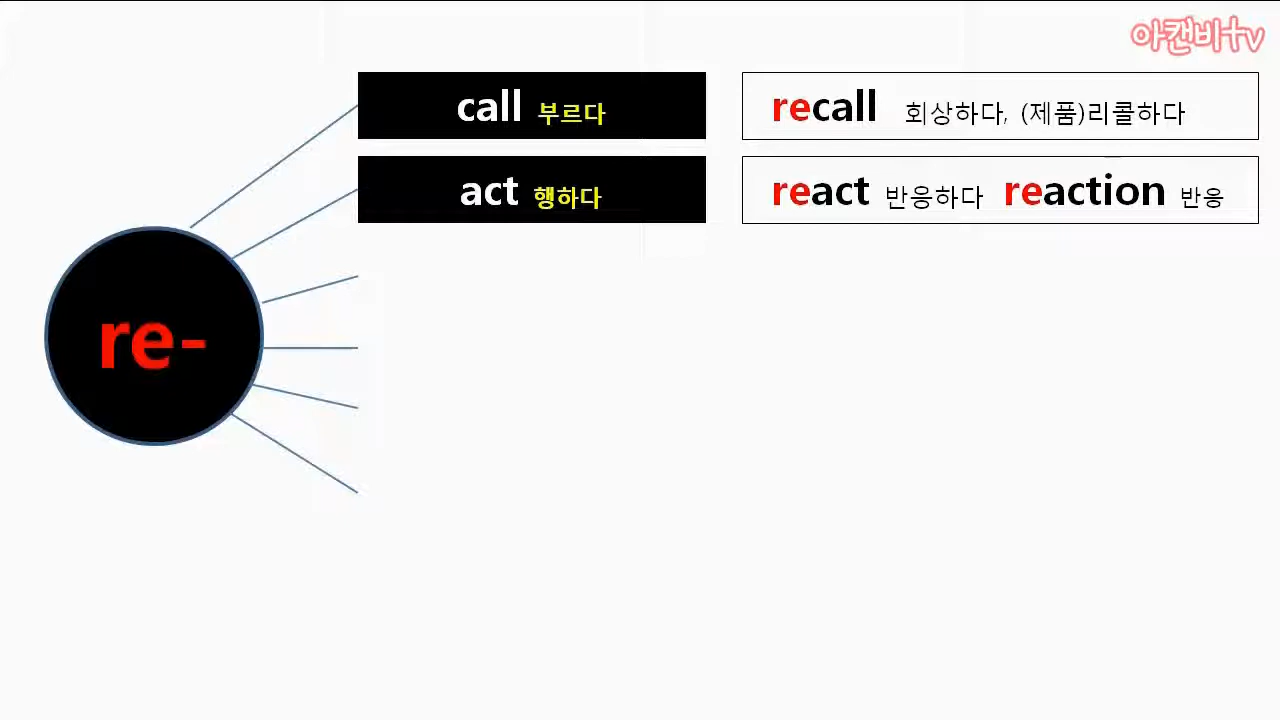 아캔비tv
call 부르다
recall 회상하다, (제품)리콜하다
act 행하다
react 반응하다 reaction 반응
re-